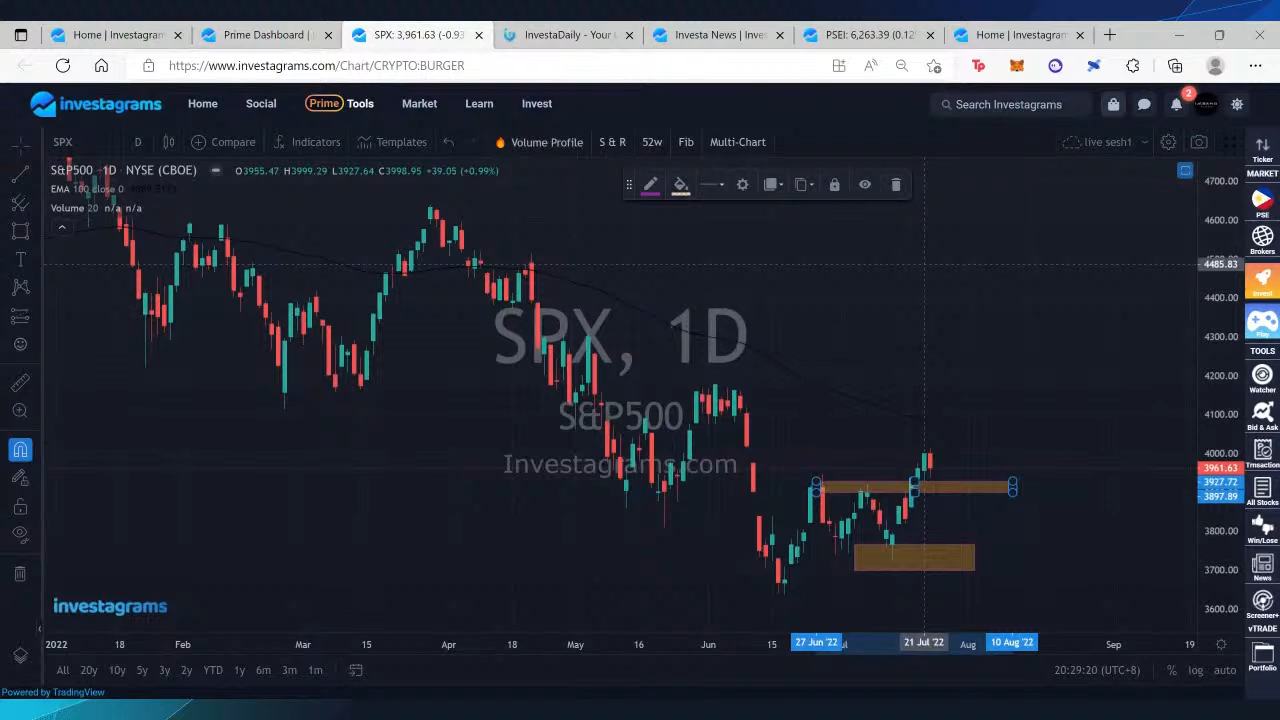 Home | Investagram
Prime Dashboard |
SPX: 3,961.63 (-0.93
InvestaDaily - Your
Investa News | Inves
PSEI: 6,263.39 (0.12
Home | Investagram
https://www.investagrams.com/Chart/CRYPTO:BURGER
investagrams
Home
Social
Prime Tools
Market
Learn
Invest
Search Investagrams
2
SPX
D
Compare
Indicators
Templates
Volume Profile
S & R
52w
Fib
Multi-Chart
live sesh1
S&P500 · 1D · NYSE (CBOE)
O3955.47 H3999.29 L3927.64 C3998.95 +39.05 (+0.99%)
EMA 100 close 0
Volume 20 n/a n/a
SPX, 1D
S&P500
Investagrams.com
4700.00
4600.00
4485.83
4400.00
4300.00
4200.00
4100.00
4000.00
3961.63
3927.72
3897.89
3800.00
3700.00
3600.00
investagrams
2022
18
Feb
Mar
15
Apr
18
May
16
Jun
15
27 Jun '22
21 Jul '22
Aug
10 Aug '22
Sep
19
All 20y 10y 5y 3y 2y YTD 1y 6m 3m 1m
20:29:20 (UTC+8)
% log auto
Powered by TradingView
Ticker
MARKET
PSE
Brokers
Invest
Play
TOOLS
Watcher
Bid & Ask
Trnsaction
All Stocks
Win/Lose
News
Screener+
vTRADE
Portfolio